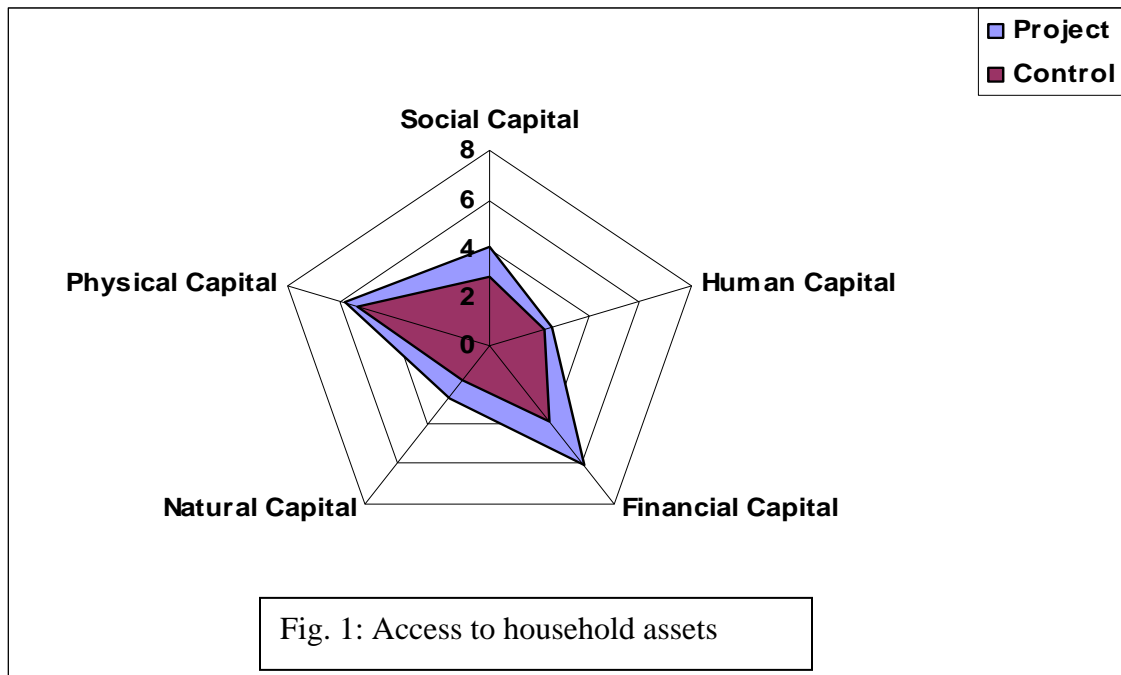 Project
Control
Social Capital
8
6
4
2
0
Physical Capital
Human Capital
Natural Capital
Financial Capital
Fig. 1: Access to household assets